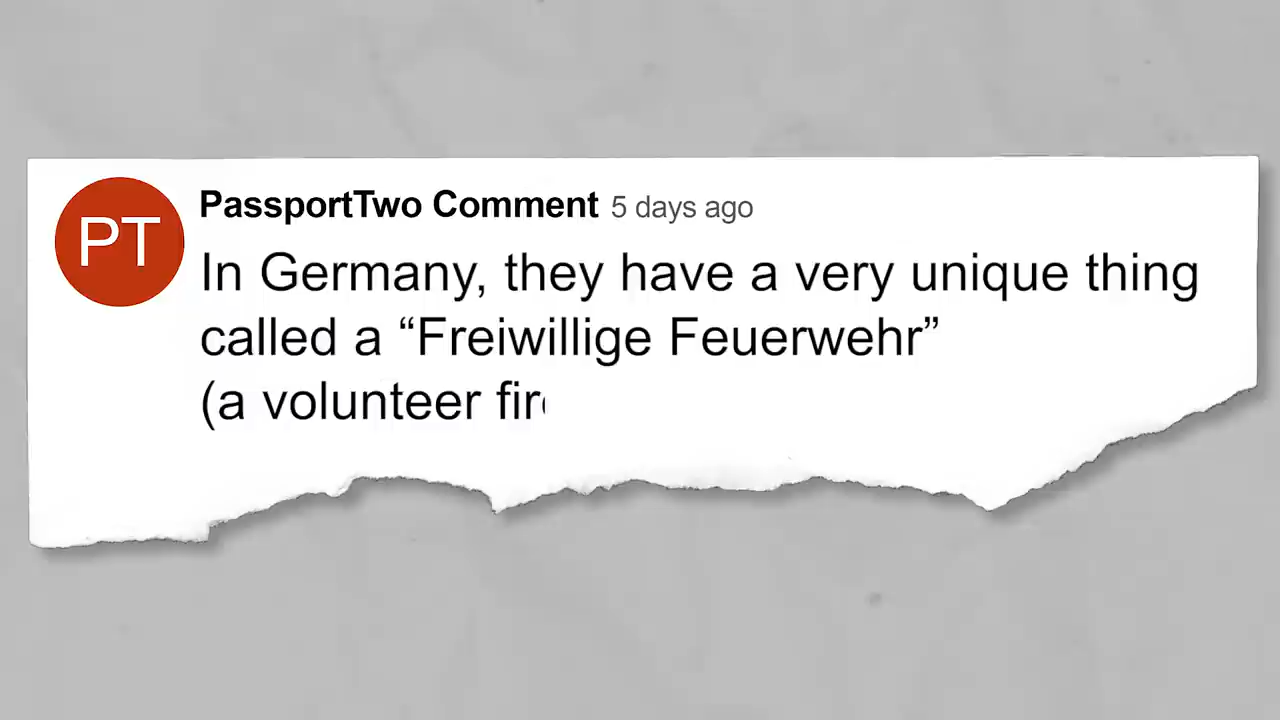 PT
PassportTwo Comment 5 days ago
In Germany, they have a very unique thing
called a “Freiwillige Feuerwehr”
(a volunteer